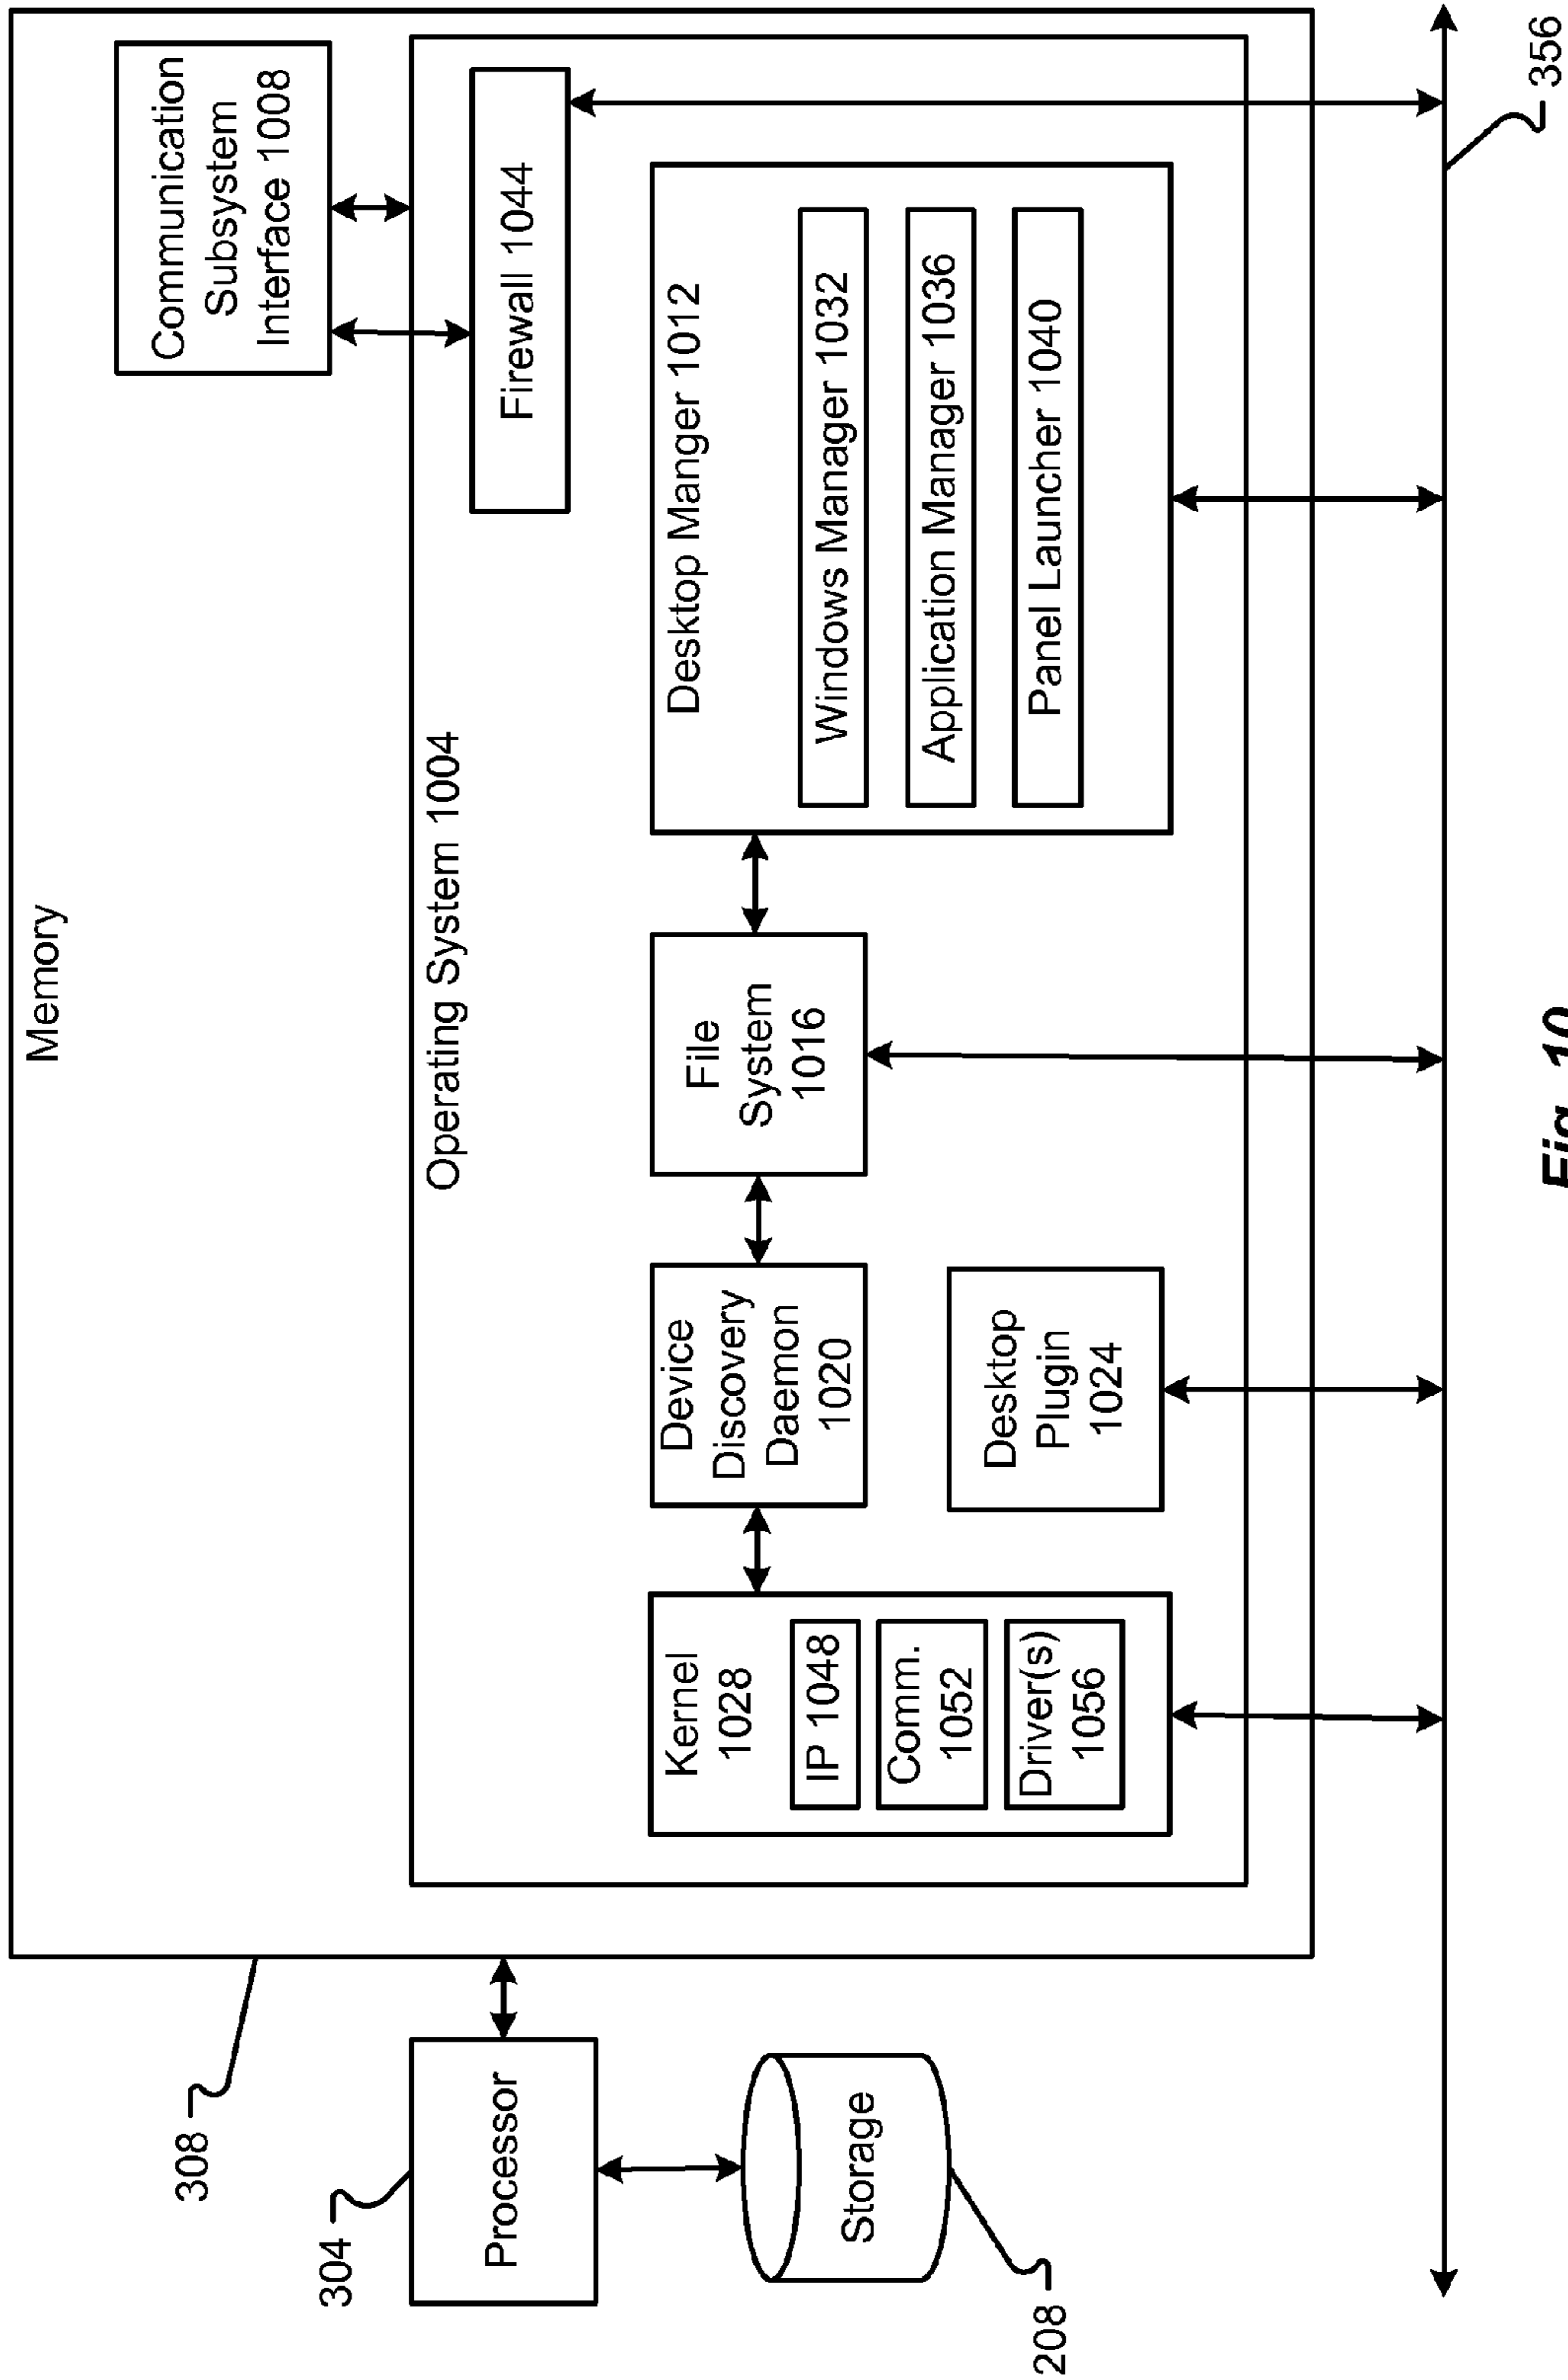 Memory
308
304
Processor
Storage
208
Communication
Subsystem
Interface 1008
Operating System 1004
Firewall 1044
Kernel
1028
IP 1048
Comm.
1052
Driver(s)
1056
Device
Discovery
Daemon
1020
Desktop
Plugin
1024
File
System
1016
Desktop Manger 1012
Windows Manager 1032
Application Manager 1036
Panel Launcher 1040
356
Fig. 10